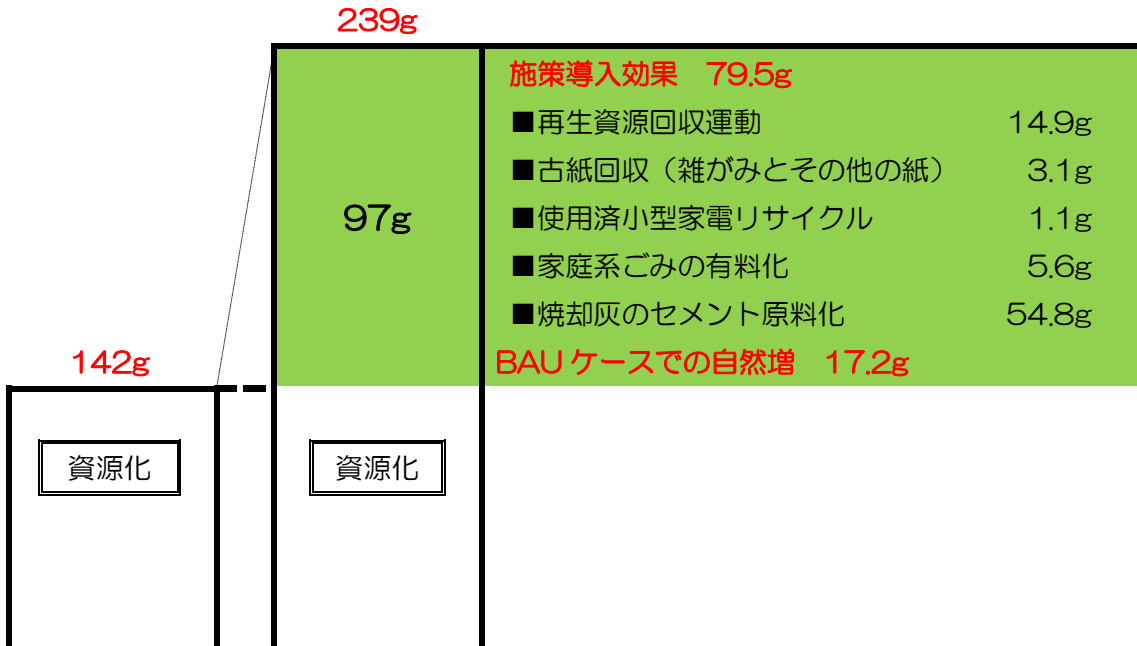 239g
施策導入効果 79.5g
■再生資源回収運動 14.9g
■古紙回収（雑がみとその他の紙） 3.1g
97g
■使用済小型家電リサイクル 1.1g
■家庭系ごみの有料化 5.6g
■焼却灰のセメント原料化 54.8g
142g
BAUケースでの自然増 17.2g
資源化
資源化